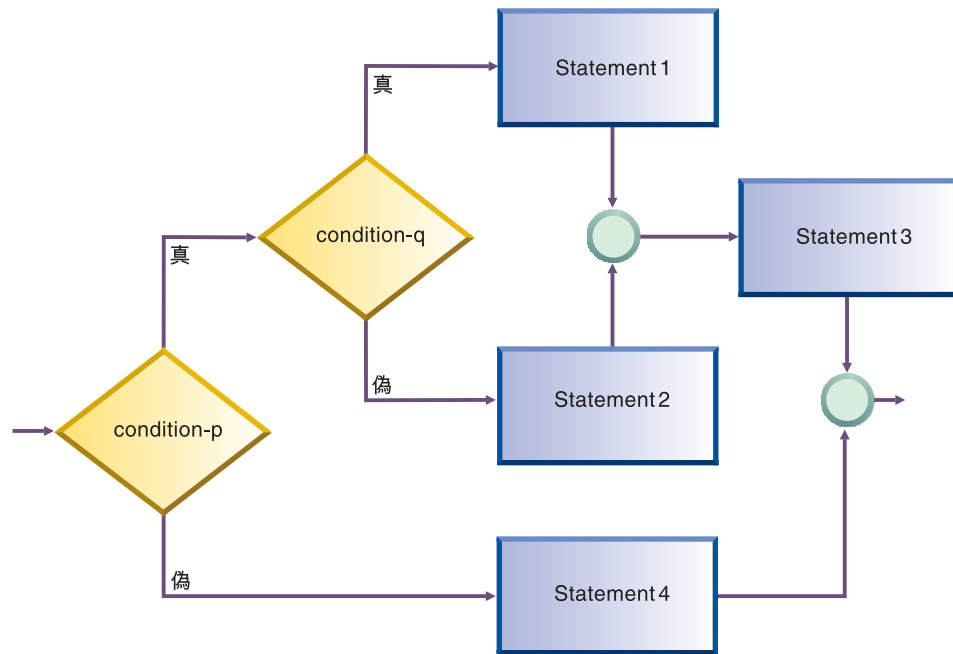 Statement 1
真
condition-q
Statement 3
真
偽
Statement 2
condition-p
偽
Statement 4